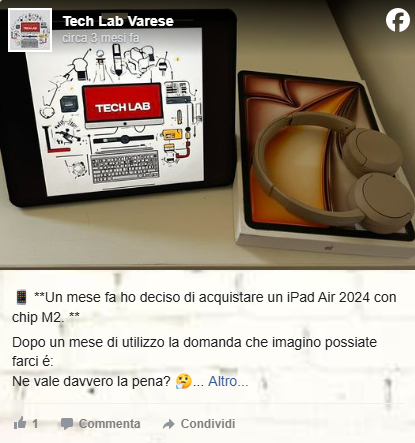 Tech Lab Varese
circa 3 mesi fa
TECH LAB
📱 **Un mese fa ho deciso di acquistare un iPad Air 2024 con
chip M2. **
Dopo un mese di utilizzo la domanda che imagino possiate
farci é:
Ne vale davvero la pena? 🤔... Altro...
1 Commenta Condividi